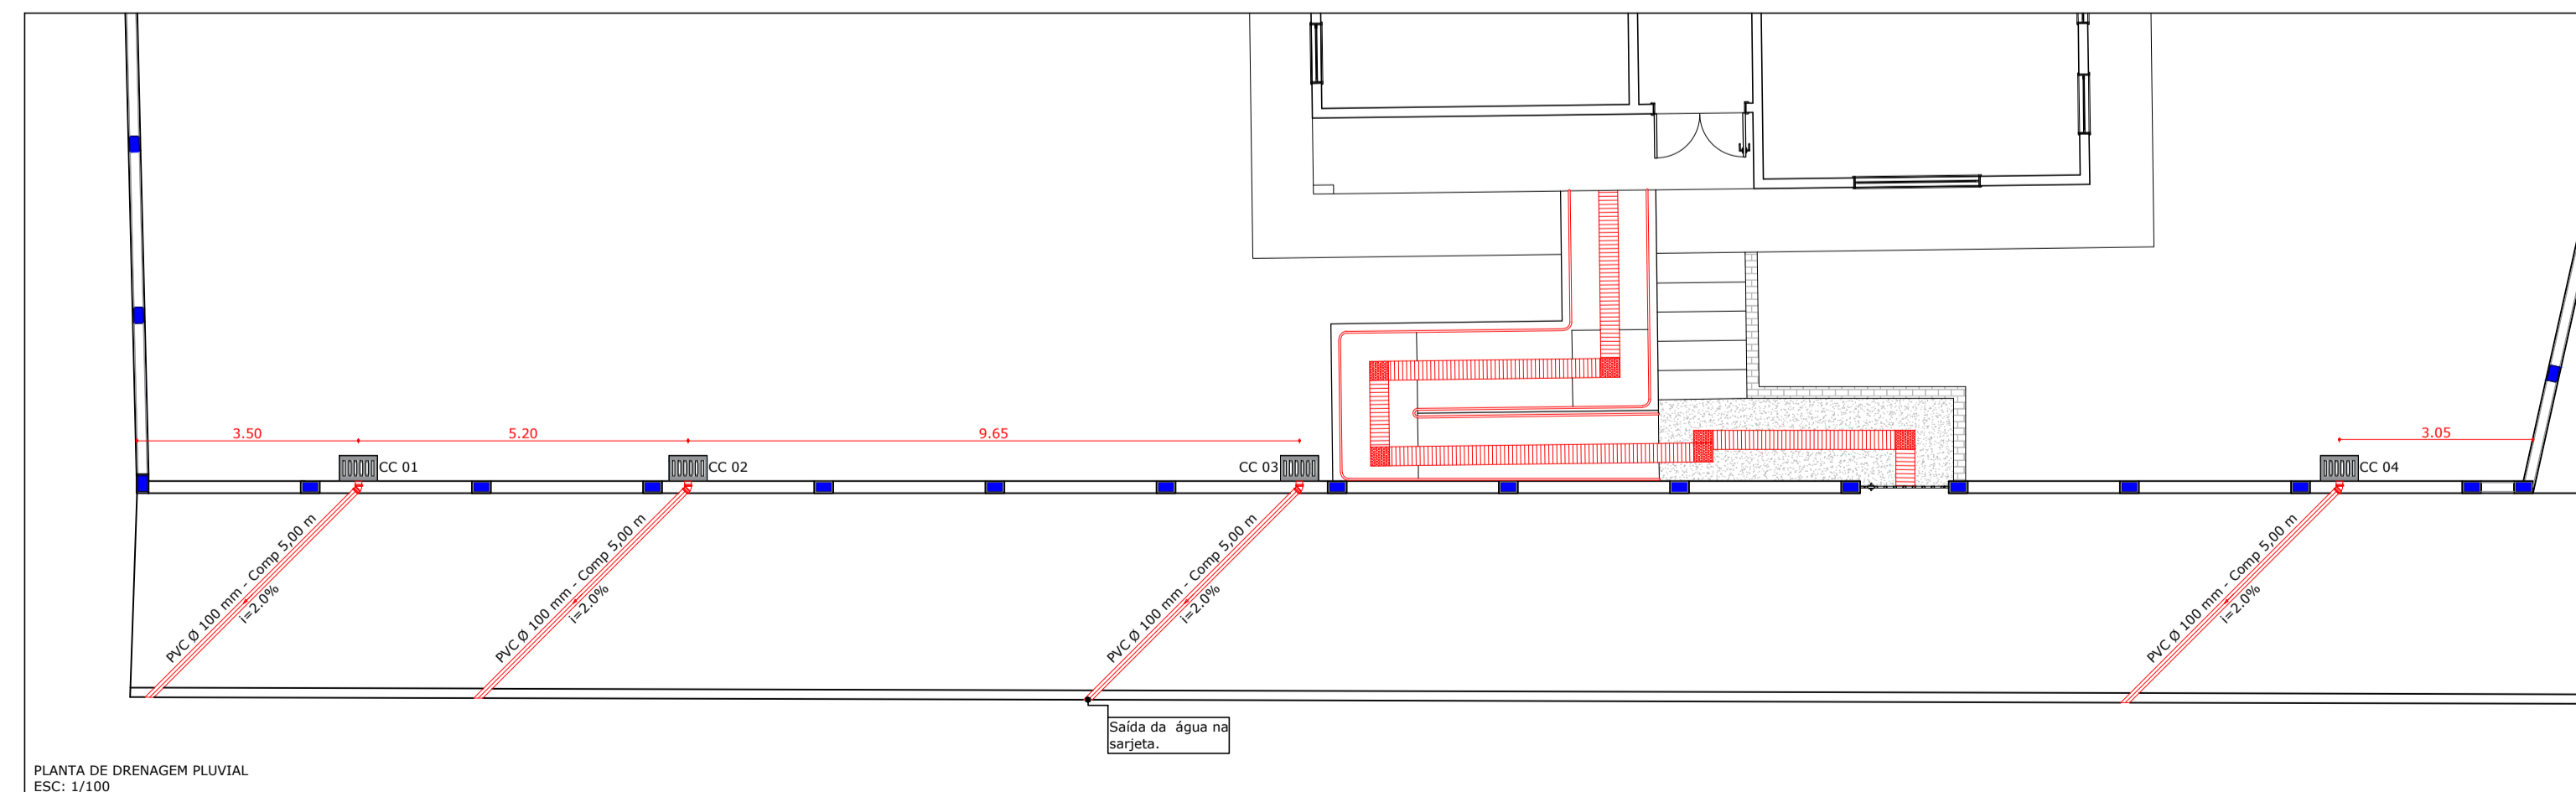 3.50
5.20
9.65
3.05
CC 01
CC 02
CC 03
CC 04
PVC Ø 100 mm - Comp 5,00 m
i=2.0%
PVC Ø 100 mm - Comp 5,00 m
i=2.0%
PVC Ø 100 mm - Comp 5,00 m
i=2.0%
PVC Ø 100 mm - Comp 5,00 m
i=2.0%
Saída da  água na
sarjeta.
PLANTA DE DRENAGEM PLUVIAL
ESC: 1/100